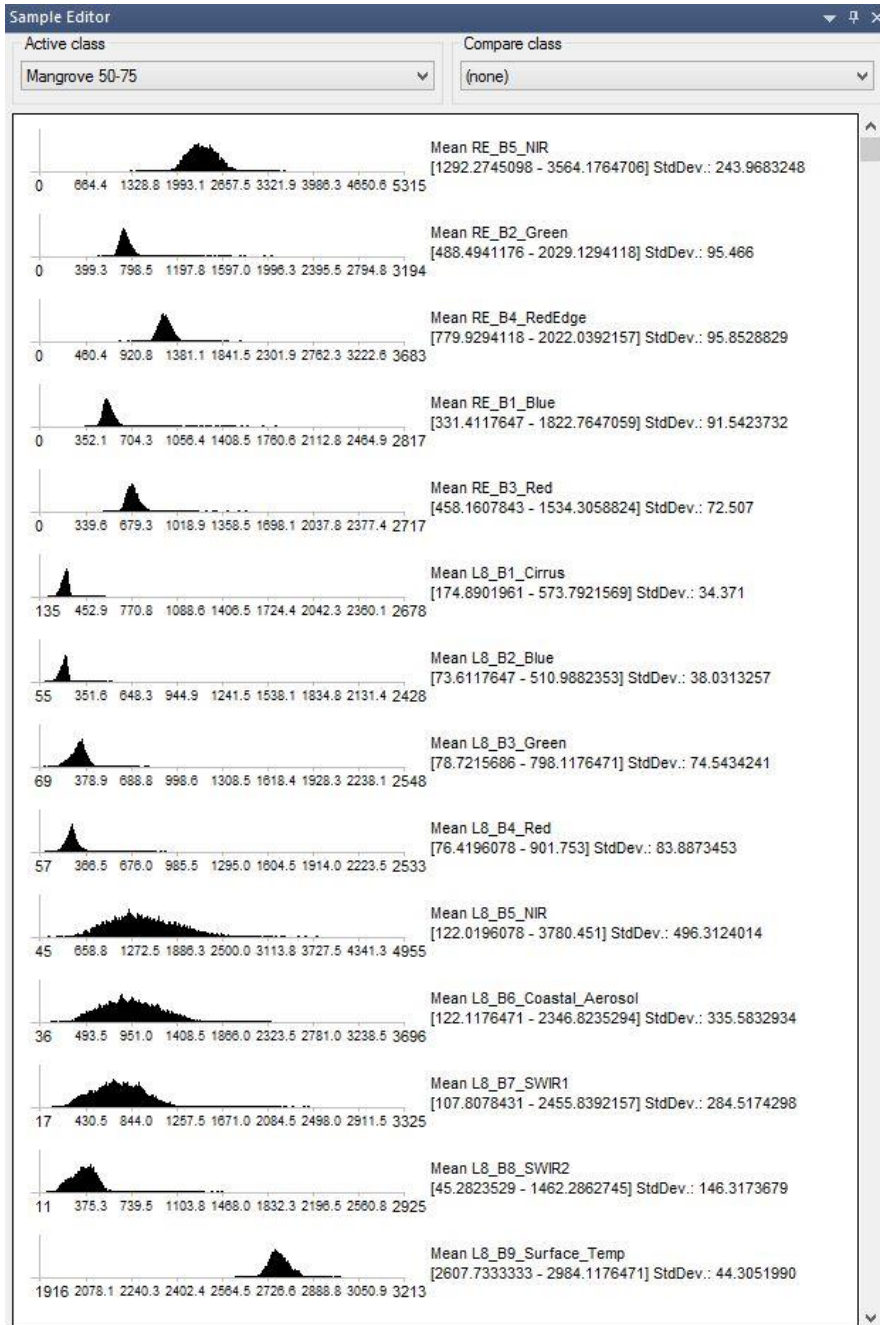 Sample Editor
Active class
Compare class
Mangrove 50-75
(none)
Mean RE_B5_NIR
[1292.2745098 - 3564.1764706] StdDev.: 243.9683248
0 664.4 1328.8 1993.1 2657.5 3321.9 3986.3 4650.6 5315
Mean RE_B2_Green
[488.4941176 - 2029.1294118] StdDev.: 95.466
0 399.3 798.5 1197.8 1597.0 1996.3 2395.5 2794.8 3194
Mean RE_B4_RedEdge
[779.9294118 - 2022.0392157] StdDev.: 95.8528829
0 460.4 920.8 1381.1 1841.5 2301.9 2762.3 3222.6 3683
Mean RE_B1_Blue
[331.4117647 - 1822.7647059] StdDev.: 91.5423732
0 352.1 704.3 1056.4 1408.5 1760.6 2112.8 2464.9 2817
Mean RE_B3_Red
[458.1607843 - 1534.3058824] StdDev.: 72.507
0 339.6 679.3 1018.9 1358.5 1698.1 2037.8 2377.4 2717
Mean L8_B1_Cirrus
[174.8901961 - 573.7921569] StdDev.: 34.371
135 452.9 770.8 1088.6 1406.5 1724.4 2042.3 2360.1 2678
Mean L8_B2_Blue
[73.6117647 - 510.9882353] StdDev.: 38.0313257
55 351.6 648.3 944.9 1241.5 1538.1 1834.8 2131.4 2428
Mean L8_B3_Green
[78.7215686 - 798.1176471] StdDev.: 74.5434241
69 378.9 688.8 998.6 1308.5 1618.4 1928.3 2238.1 2548
Mean L8_B4_Red
[76.4196078 - 901.753] StdDev.: 83.8873453
57 366.5 676.0 985.5 1295.0 1604.5 1914.0 2223.5 2533
Mean L8_B5_NIR
[122.0196078 - 3780.451] StdDev.: 496.3124014
45 658.8 1272.5 1886.3 2500.0 3113.8 3727.5 4341.3 4955
Mean L8_B6_Coastal_Aerosol
[122.1176471 - 2346.8235294] StdDev.: 335.5832934
36 493.5 951.0 1408.5 1866.0 2323.5 2781.0 3238.5 3696
Mean L8_B7_SWIR1
[107.8078431 - 2455.8392157] StdDev.: 284.5174298
17 430.5 844.0 1257.5 1671.0 2084.5 2498.0 2911.5 3325
Mean L8_B8_SWIR2
[45.2823529 - 1462.2862745] StdDev.: 146.3173679
11 375.3 739.5 1103.8 1468.0 1832.3 2196.5 2560.8 2925
Mean L8_B9_Surface_Temp
[2607.7333333 - 2984.1176471] StdDev.: 44.3051990
1916 2078.1 2240.3 2402.4 2564.5 2726.6 2888.8 3050.9 3213